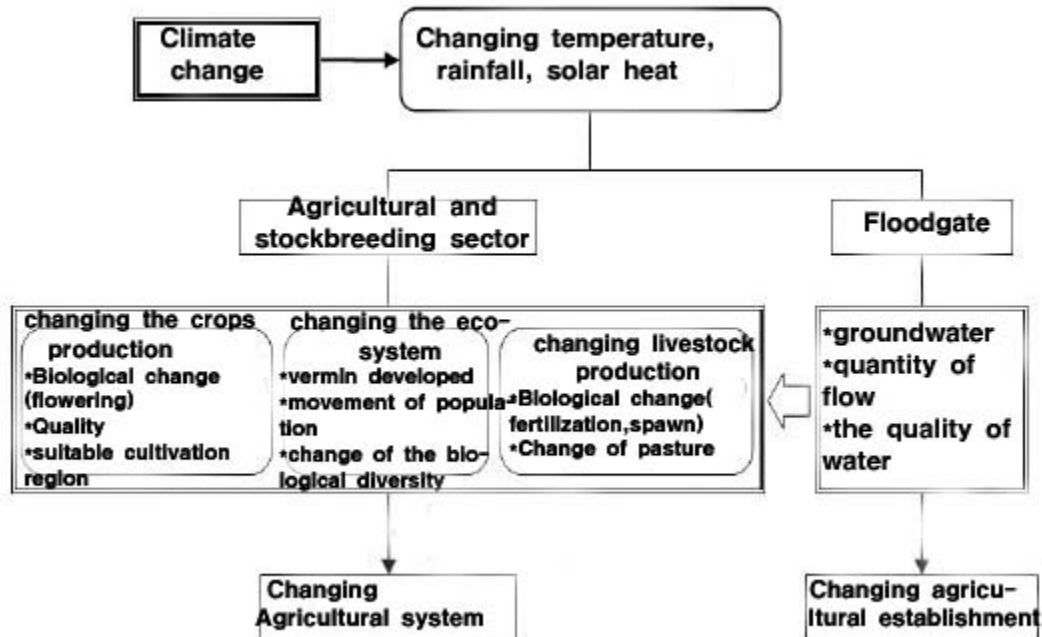 Climate
change
Changing temperature,
rainfall, solar heat
Agricultural and
stockbreeding sector
Floodgate
changing the crops
production
*Biological change
(flowering)
*Quality
*suitable cultivation
region
changing the eco-
system
*vermin developed
*movement of popula-
tion
*change of the bio-
logical diversity
changing livestock
production
*Biological change(
fertilization,spawn)
*Change of pasture
*groundwater
*quantity of
flow
*the quality of
water
Changing
Agricultural system
Changing agricu-
ltural establishment